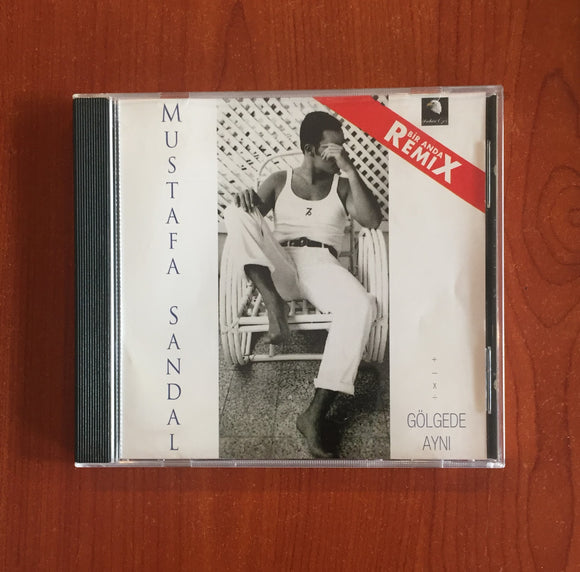 MUSTAFA SANDAL
BİR ANDA
REMIX
+
−
x
÷
GÖLGEDE
AYNI